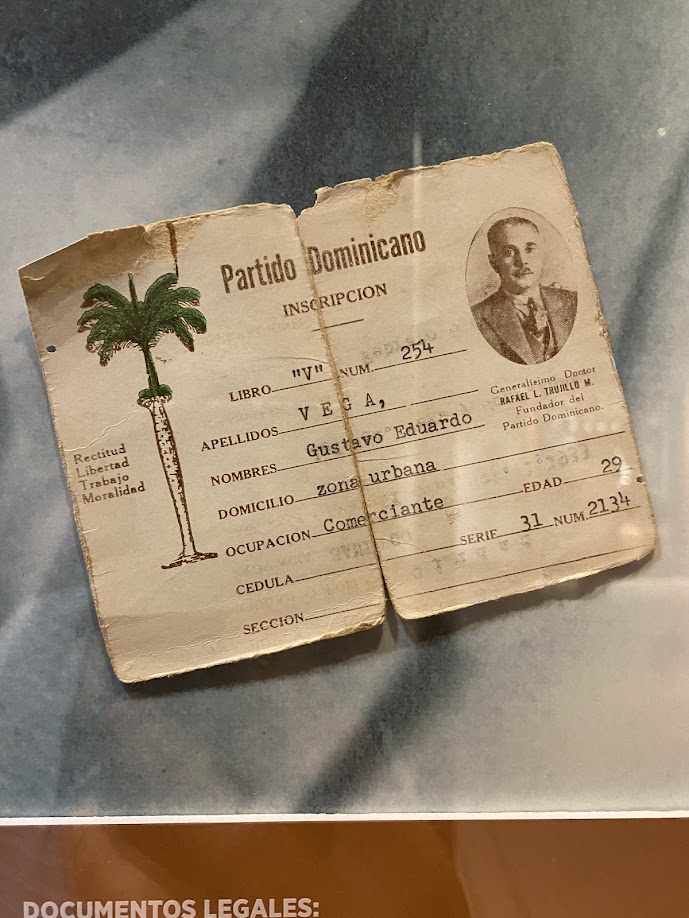 Partido Dominicano
INSCRIPCION
LIBRO "V" NUM. 254
APELLIDOS VEGA,
NOMBRES Gustavo Eduardo
DOMICILIO zona urbana
OCUPACION Comerciante EDAD 29
CEDULA SERIE 31 NUM. 2134
SECCION
Rectitud
Libertad
Trabajo
Moralidad
Generalísimo Doctor
RAFAEL L. TRUJILLO M.
Fundador del
Partido Dominicano.
DOCUMENTOS LEGALES: